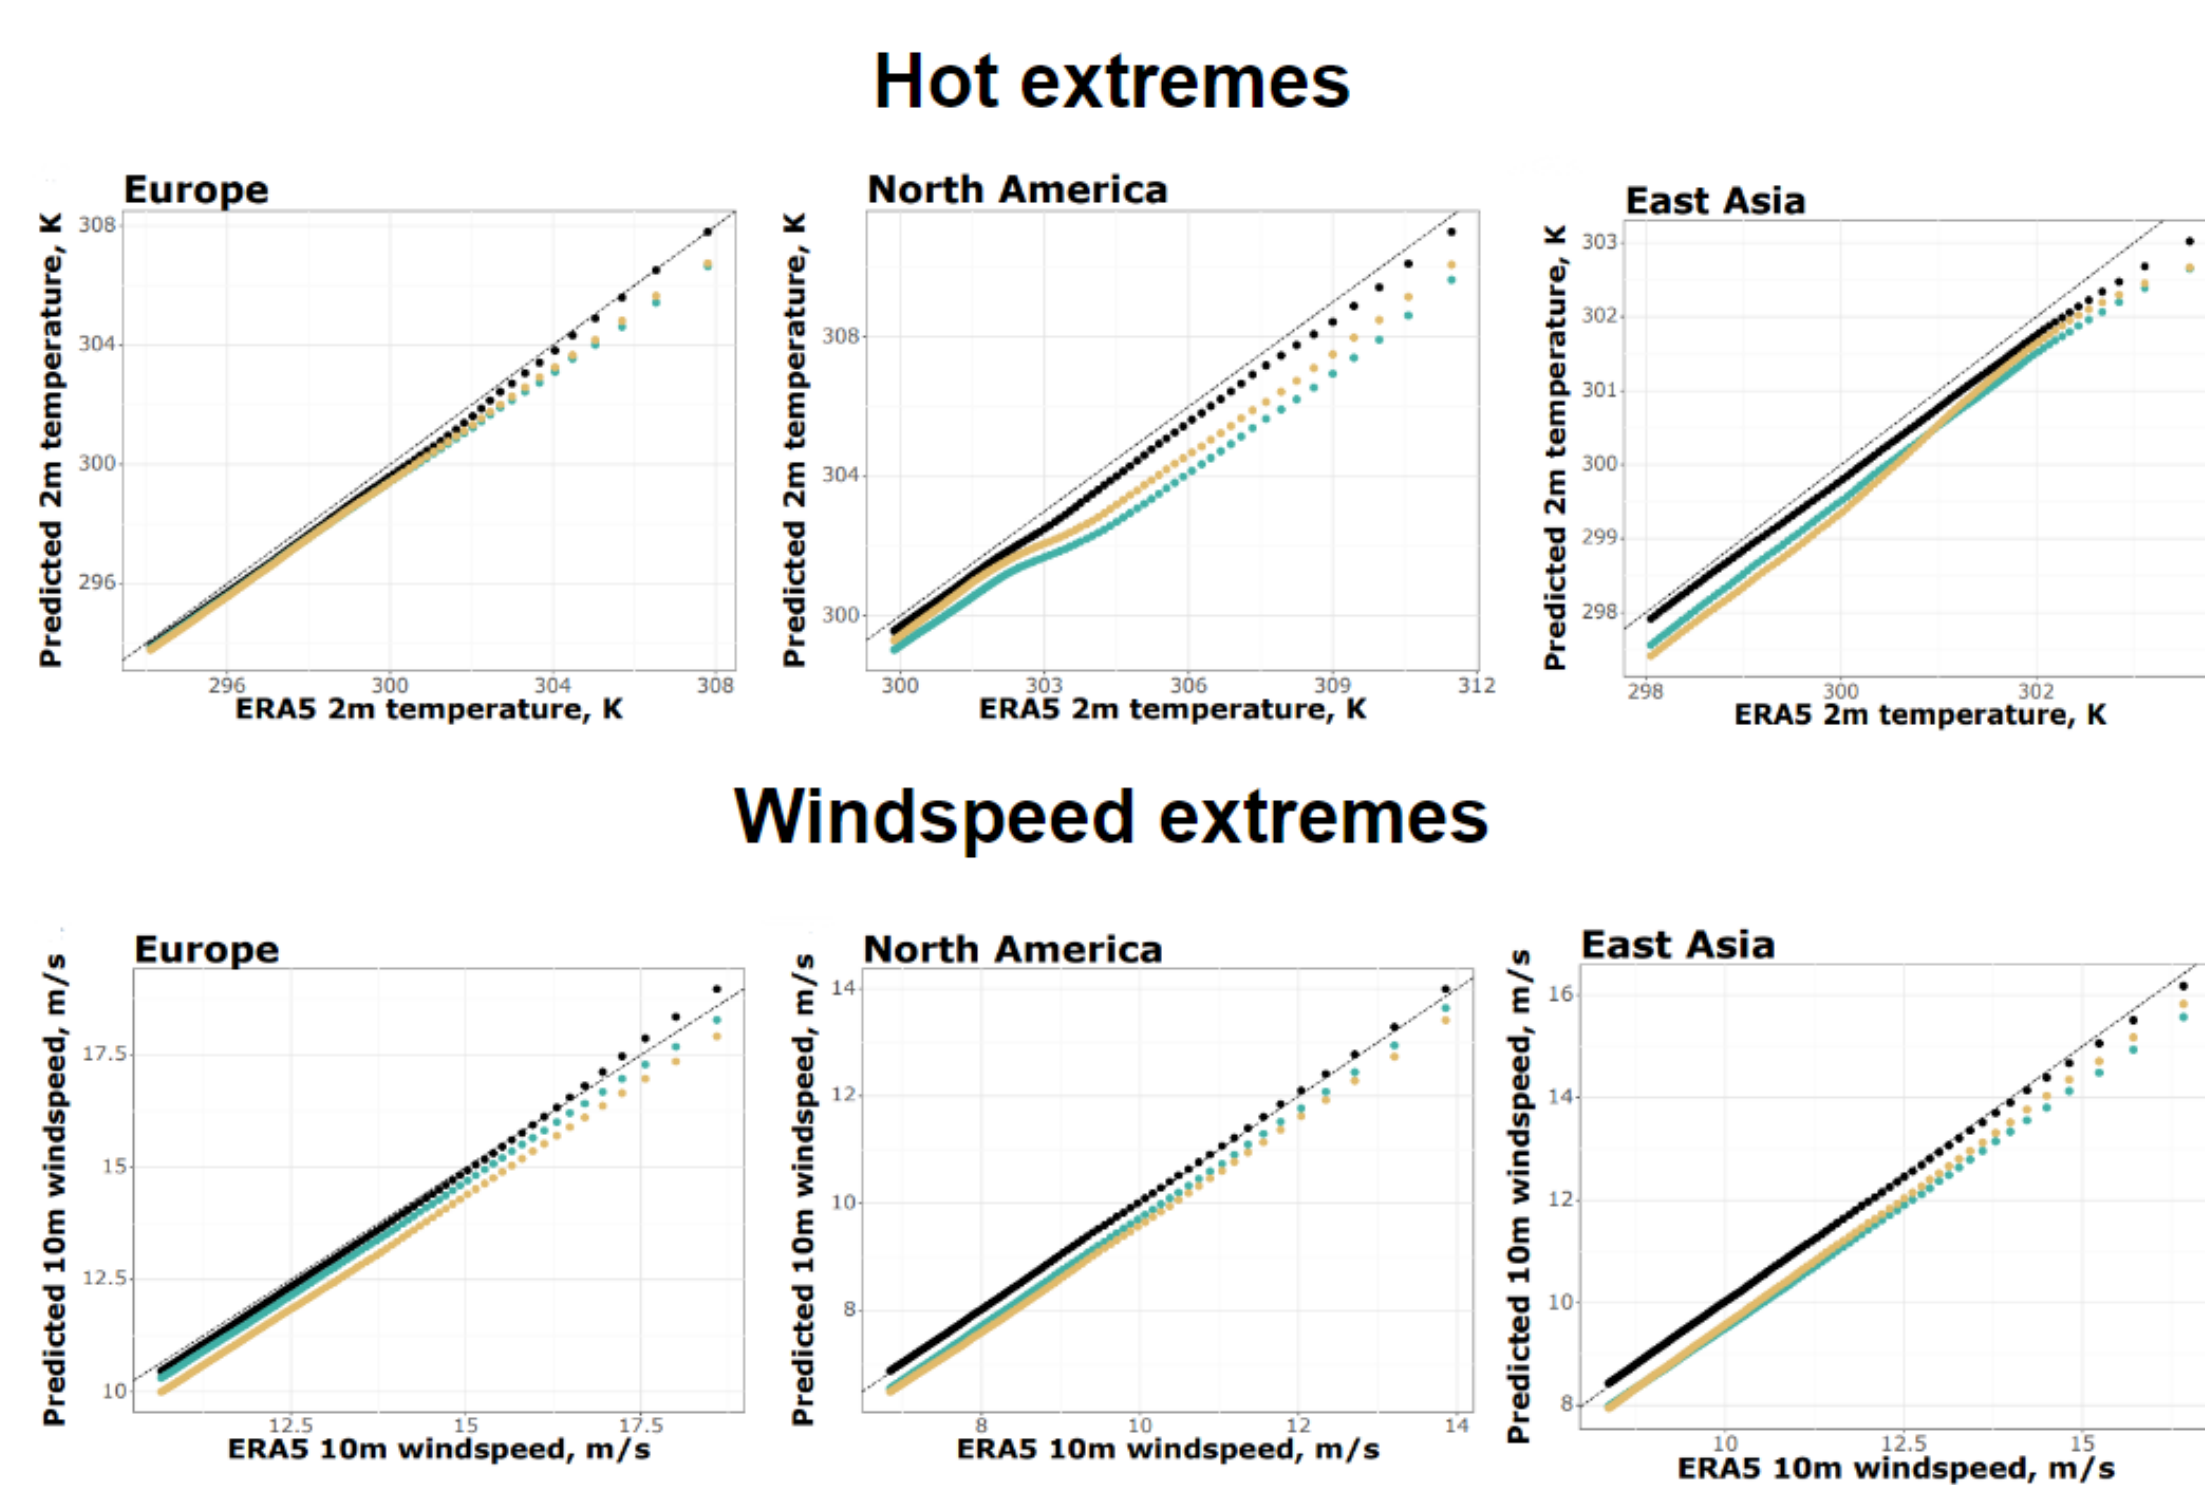 Hot extremes
Europe
Predicted 2m temperature, K
308
304
300
296
296 300 304 308
ERA5 2m temperature, K
North America
Predicted 2m temperature, K
308
304
300
300 303 306 309 312
ERA5 2m temperature, K
East Asia
Predicted 2m temperature, K
303
302
301
300
299
298
298 300 302
ERA5 2m temperature, K
Windspeed extremes
Europe
Predicted 10m windspeed, m/s
17.5
15
12.5
10
12.5 15 17.5
ERA5 10m windspeed, m/s
North America
Predicted 10m windspeed, m/s
14
12
10
8
8 10 12 14
ERA5 10m windspeed, m/s
East Asia
Predicted 10m windspeed, m/s
16
14
12
10
8
10 12.5 15
ERA5 10m windspeed, m/s